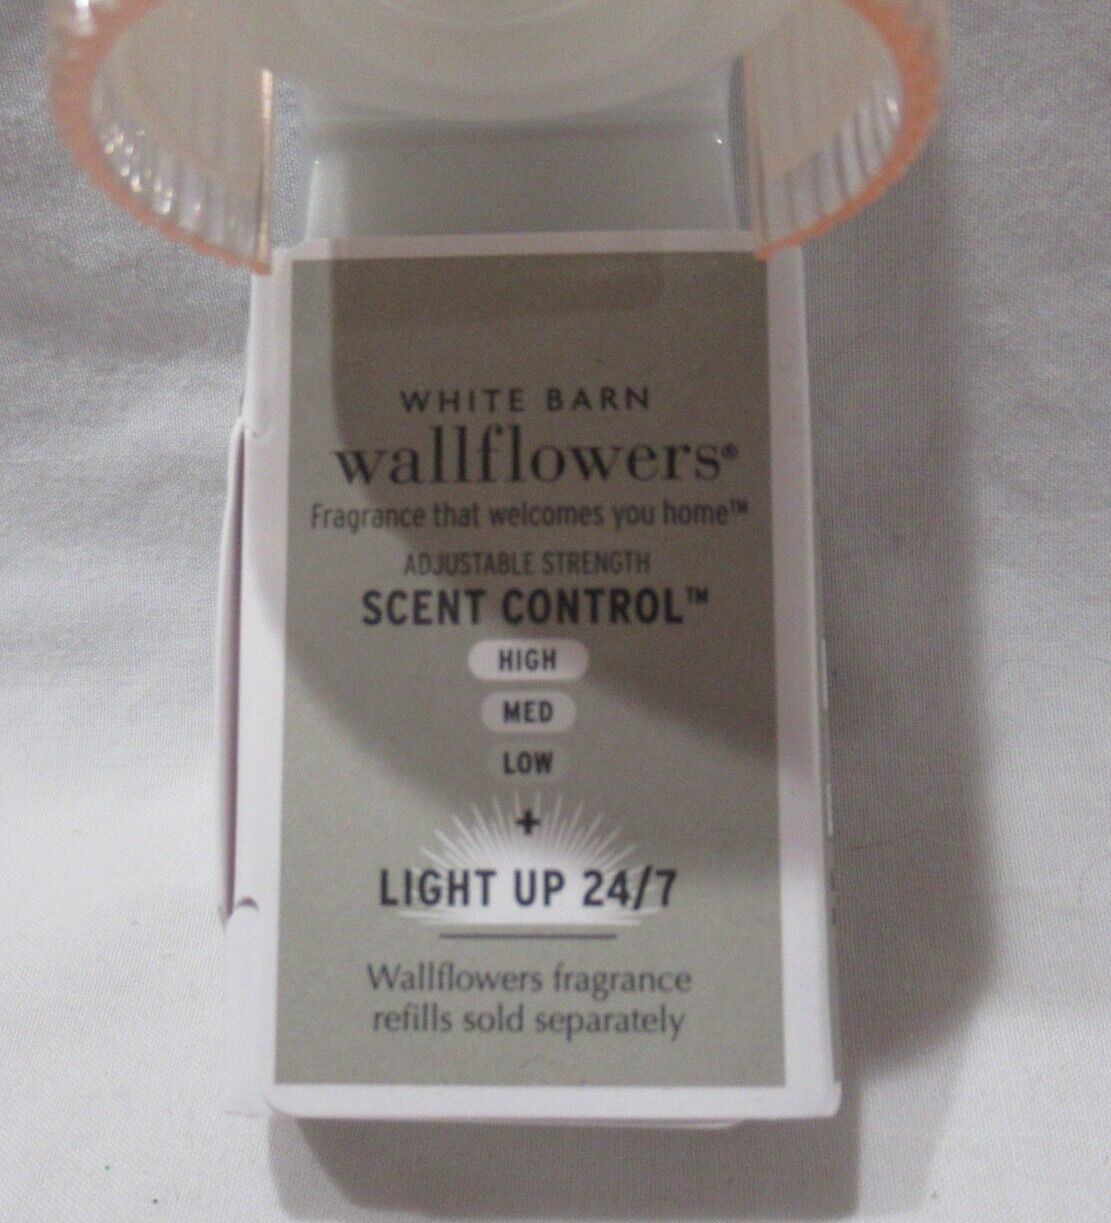 WHITE BARN
wallflowers®
Fragrance that welcomes you home™
ADJUSTABLE STRENGTH
SCENT CONTROL™
HIGH
MED
LOW
+
LIGHT UP 24/7
Wallflowers fragrance
refills sold separately